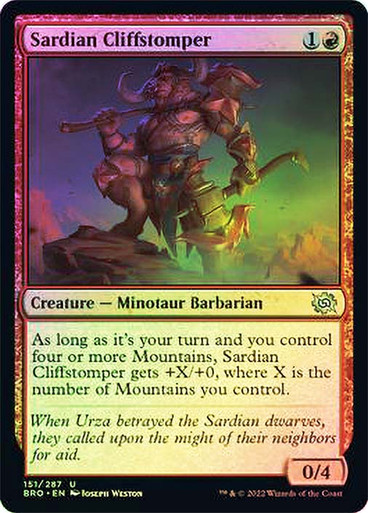 Sardian Cliffstomper 1
Creature — Minotaur Barbarian
As long as it's your turn and you control
four or more Mountains, Sardian
Cliffstomper gets +X/+0, where X is the
number of Mountains you control.
When Urza betrayed the Sardian dwarves,
they called upon the might of their neighbors
for aid.
0/4
151/287 U
BRO • EN Joseph Weston
™ & © 2022 Wizards of the Coast